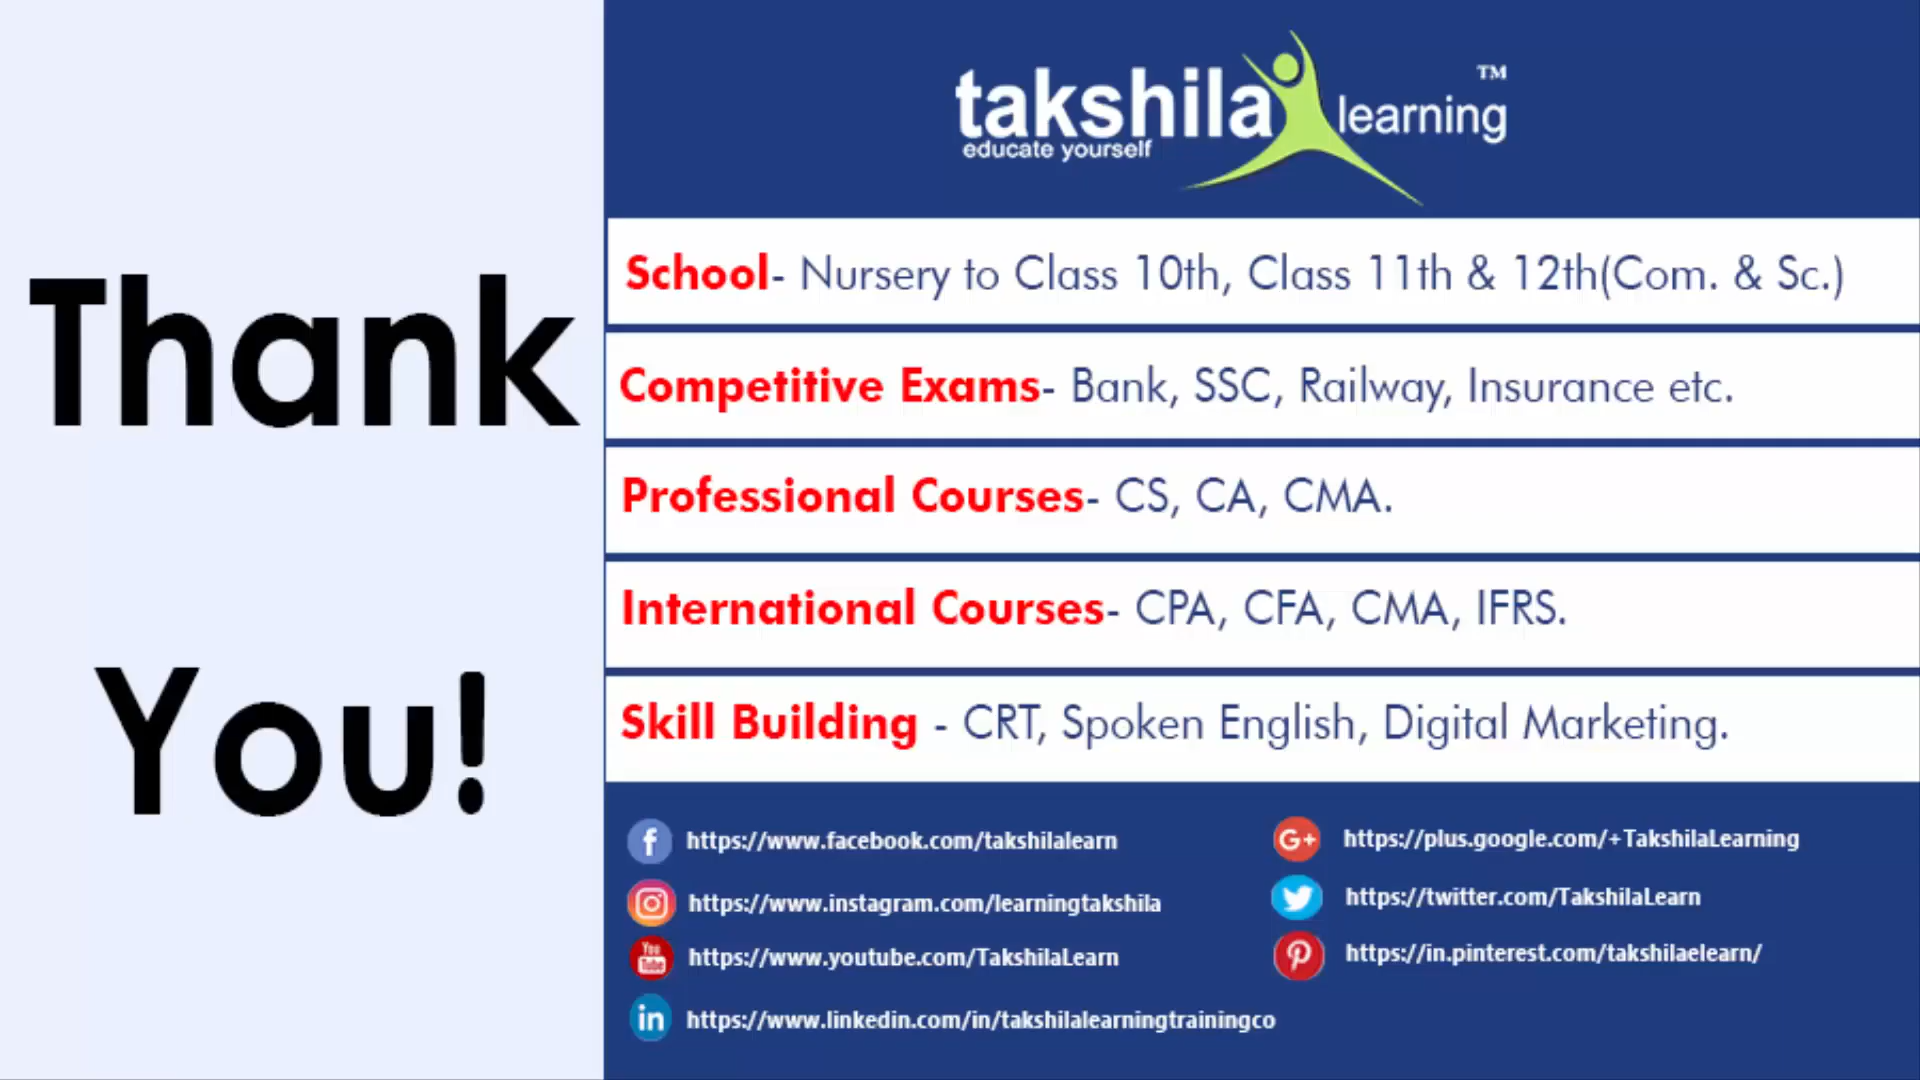 Thank
You!
takshila learning TM
educate yourself
School- Nursery to Class 10th, Class 11th & 12th(Com. & Sc.)
Competitive Exams- Bank, SSC, Railway, Insurance etc.
Professional Courses- CS, CA, CMA.
International Courses- CPA, CFA, CMA, IFRS.
Skill Building - CRT, Spoken English, Digital Marketing.
f https://www.facebook.com/takshilalearn
https://www.instagram.com/learningtakshila
You Tube https://www.youtube.com/TakshilaLearn
in https://www.linkedin.com/in/takshilalearningtrainingco
G+ https://plus.google.com/+TakshilaLearning
https://twitter.com/TakshilaLearn
https://in.pinterest.com/takshilaelearn/